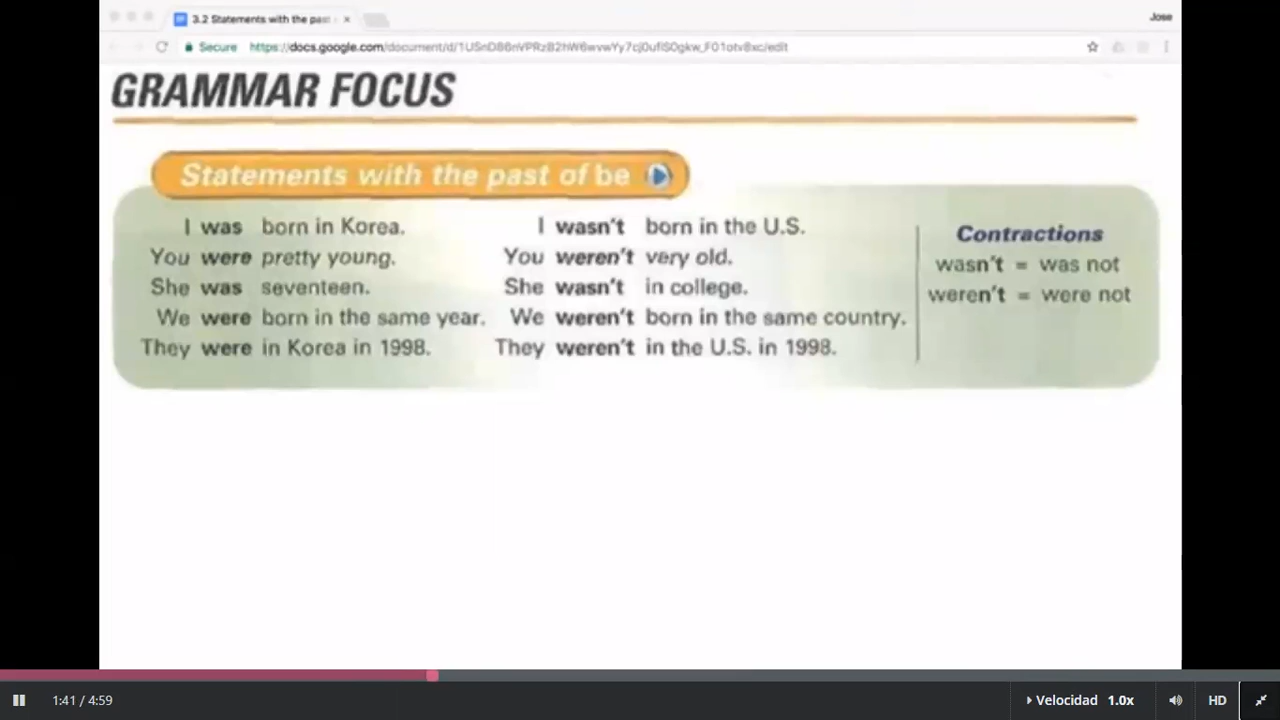 3.2 Statements with the past
Jose
Secure
GRAMMAR FOCUS
Statements with the past of be
I was born in Korea.
You were pretty young.
She was seventeen.
We were born in the same year.
They were in Korea in 1998.
I wasn't born in the U.S.
You weren't very old.
She wasn't in college.
We weren't born in the same country.
They weren't in the U.S. in 1998.
Contractions
wasn't = was not
weren't = were not
1:41 / 4:59
Velocidad 1.0x
HD